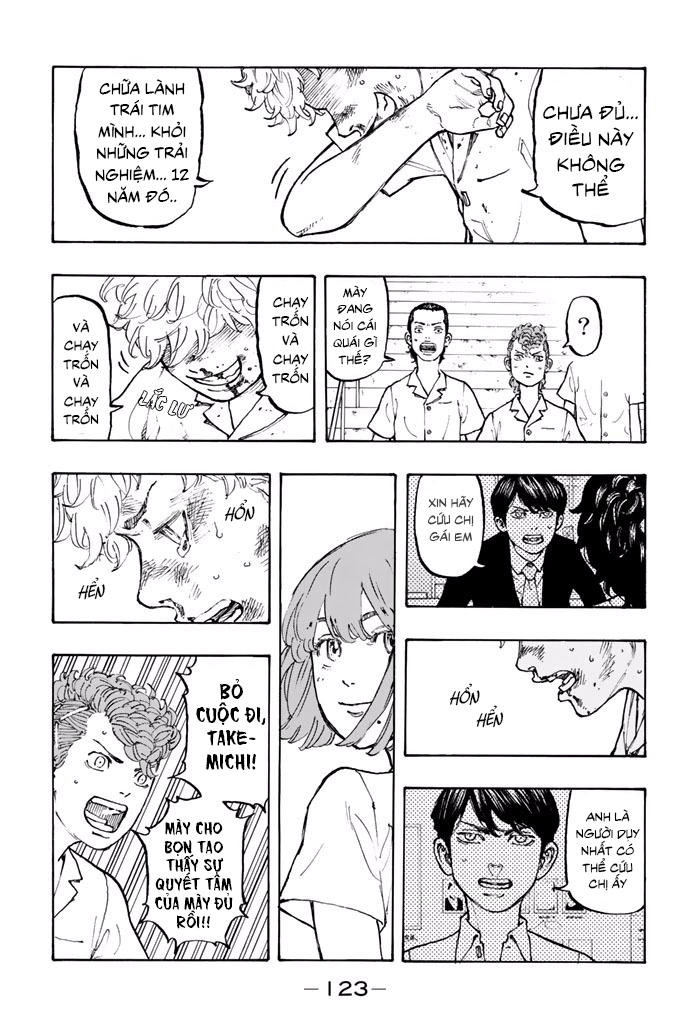 CHƯA ĐỦ...
ĐIỀU NÀY
KHÔNG
THỂ
CHỮA LÀNH
TRÁI TIM
MÌNH... KHỎI
NHỮNG TRẢI
NGHIỆM... 12
NĂM ĐÓ..
?
MÀY
ĐANG
NÓI CÁI
QUÁI GÌ
THẾ?
CHẠY
TRỐN
VÀ
CHẠY
TRỐN
VÀ
CHẠY
TRỐN
VÀ
CHẠY
TRỐN
LẮC LƯ
XIN HÃY
CỨU CHỊ
GÁI EM
HỔN
HỂN
ANH LÀ
NGƯỜI DUY
NHẤT CÓ
THỂ CỨU
CHỊ ẤY
HỔN
HỂN
BỎ
CUỘC ĐI,
TAKE-
MICHI!
MÀY CHO
BỌN TAO
THẤY SỰ
QUYẾT TÂM
CỦA MÀY ĐỦ
RỒI!!
—123—